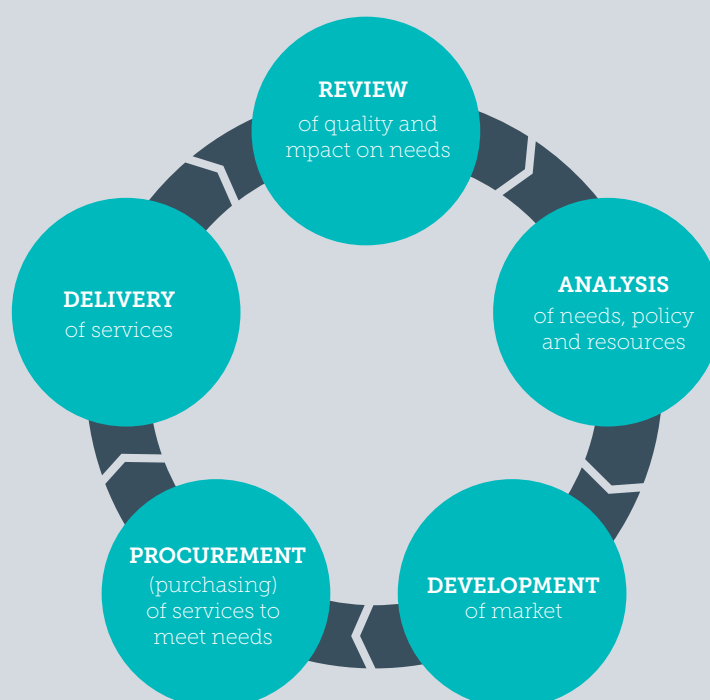 REVIEW
of quality and
mpact on needs
ANALYSIS
of needs, policy
and resources
DEVELOPMENT
of market
PROCUREMENT
(purchasing)
of services to
meet needs
DELIVERY
of services